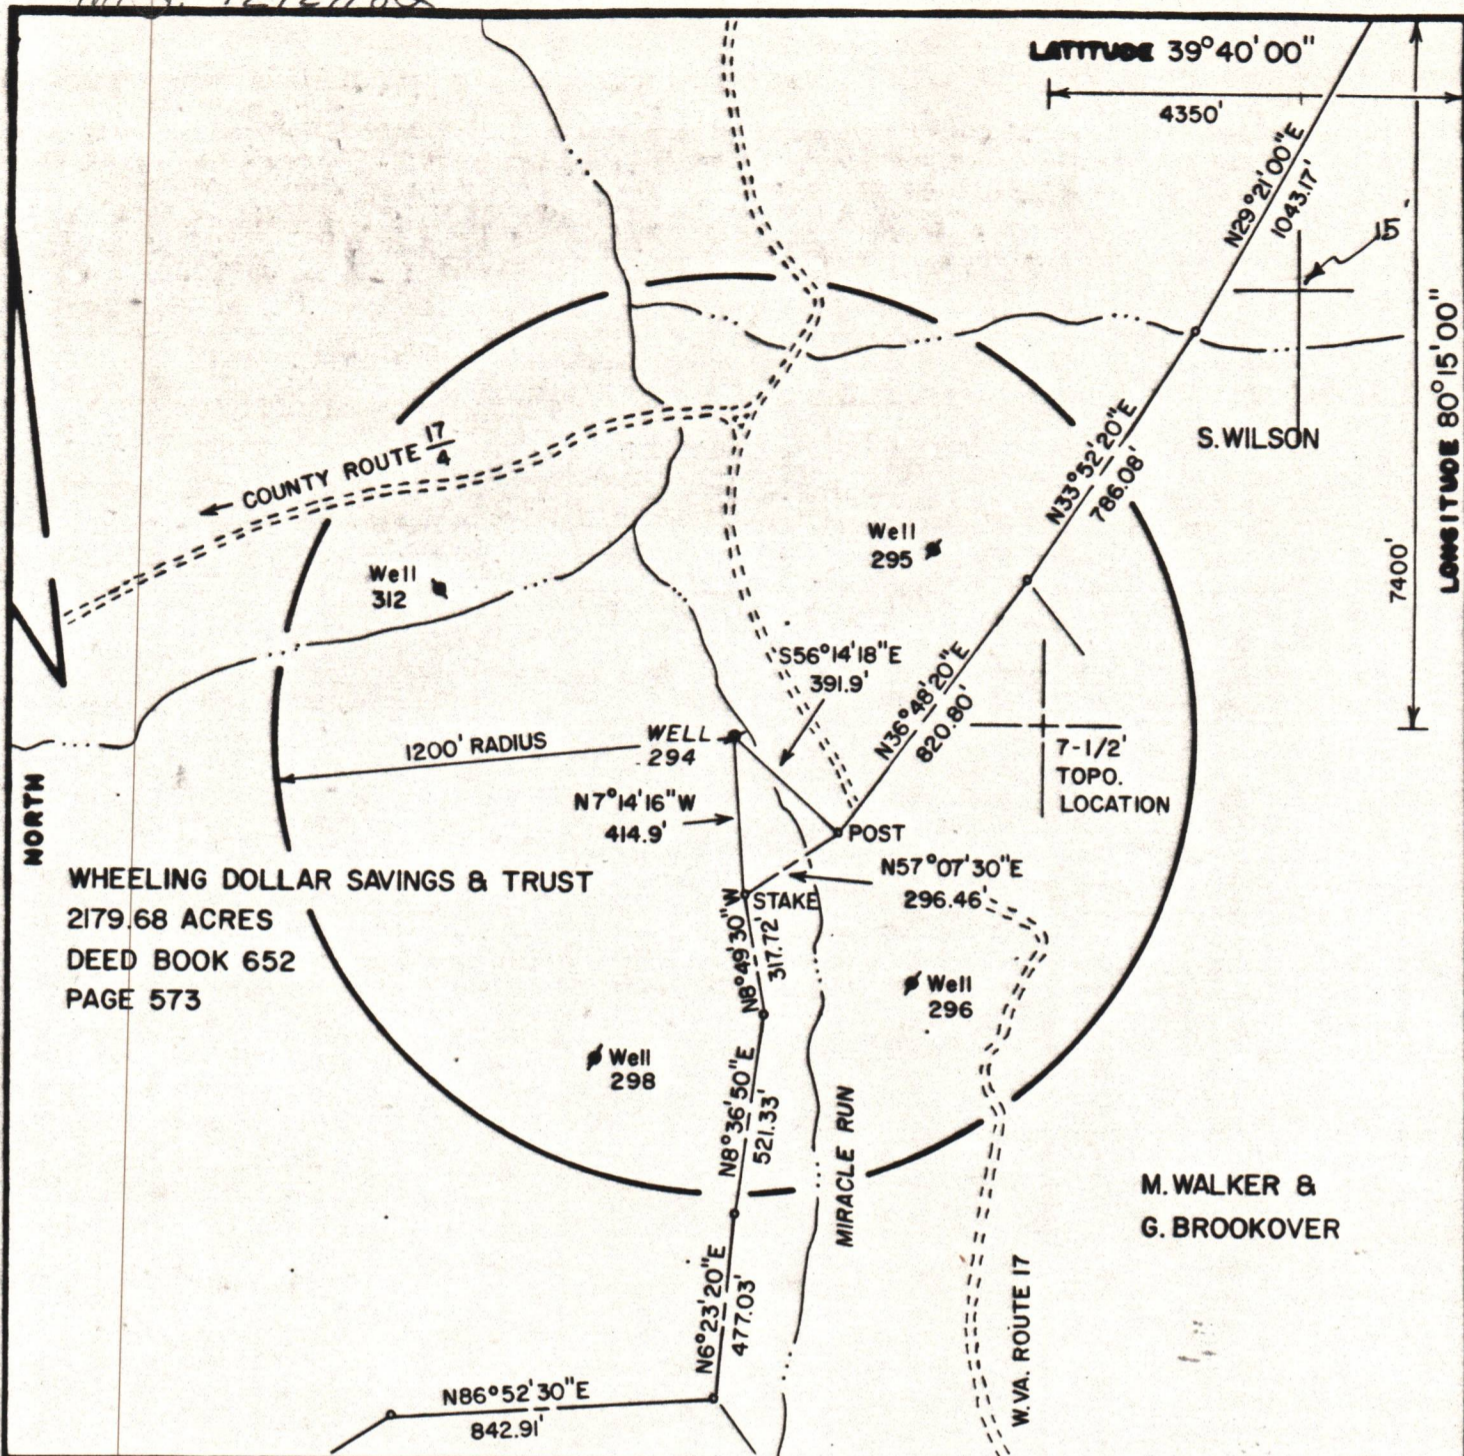 LATITUDE 39°40'00"
4350'
N29°21'00"E
1043.17'
15'
LONGITUDE 80°15'00"
7400'
COUNTY ROUTE 17/4
S. WILSON
N33°52'20"E
786.08'
Well
295
Well
312
S56°14'18"E
391.9'
N36°48'20"E
820.80'
1200' RADIUS
WELL
294
7-1/2'
TOPO.
LOCATION
N7°14'16"W
414.9'
POST
NORTH
WHEELING DOLLAR SAVINGS & TRUST
2179.68 ACRES
DEED BOOK 652
PAGE 573
N57°07'30"E
296.46'
STAKE
N8°49'30"W
317.72'
Well
296
Well
298
N8°36'50"E
521.33'
MIRACLE RUN
M. WALKER &
G. BROOKOVER
N6°23'20"E
477.03'
W. VA. ROUTE 17
N86°52'30"E
842.91'